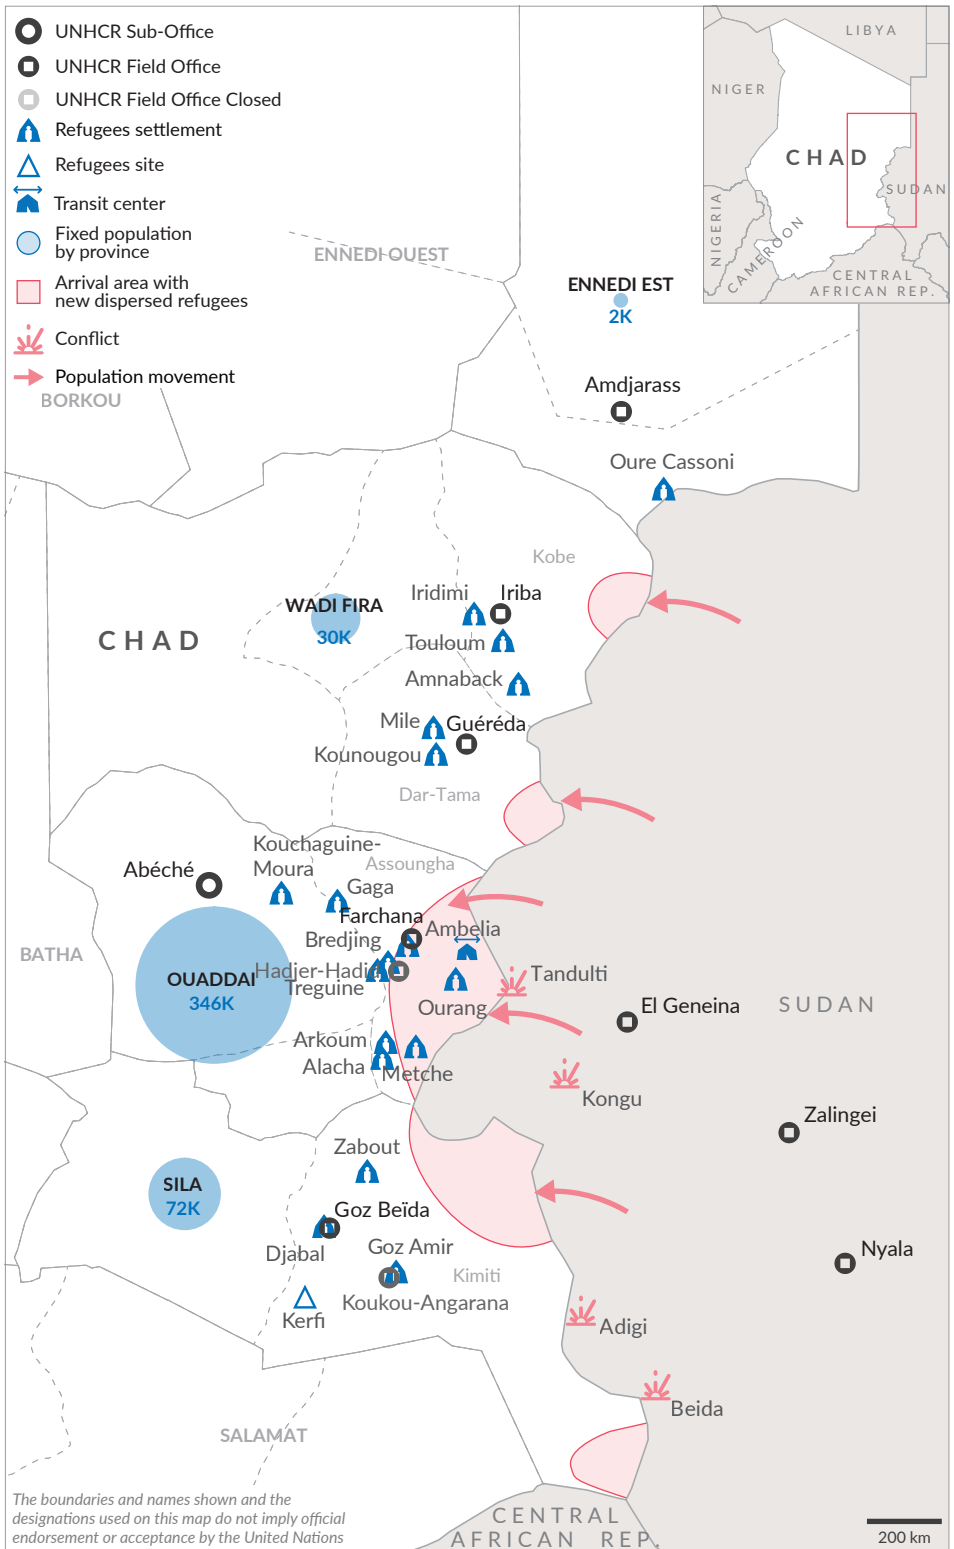 UNHCR Sub-Office
UNHCR Field Office
UNHCR Field Office Closed
Refugees settlement
Refugees site
Transit center
Fixed population
by province
Arrival area with
new dispersed refugees
Conflict
Population movement
LIBYA
NIGER
CHAD
SUDAN
NIGERIA
CAMEROON
CENTRAL
AFRICAN REP.
ENNEDI OUEST
ENNEDI EST
2K
Amdjarass
BORKOU
Oure Cassoni
Kobe
Iridimi
Iriba
WADI FIRA
30K
CHAD
Touloum
Amnaback
Mile
Guéréda
Kounougou
Dar-Tama
Kouchaguine-
Moura
Assoungha
Abéché
Gaga
Farchana
Ambelia
Bredjing
BATHA
Hadjer-Hadid
Treguine
OUADDAI
346K
Tandulti
Ourang
El Geneina
SUDAN
Arkoum
Alacha
Metche
Kongu
Zalingei
Zabout
SILA
72K
Goz Beïda
Djabal
Goz Amir
Nyala
Kimiti
Koukou-Angarana
Kerfi
Adigi
Beida
SALAMAT
The boundaries and names shown and the
designations used on this map do not imply official
endorsement or acceptance by the United Nations
CENTRAL
AFRICAN REP.
200 km